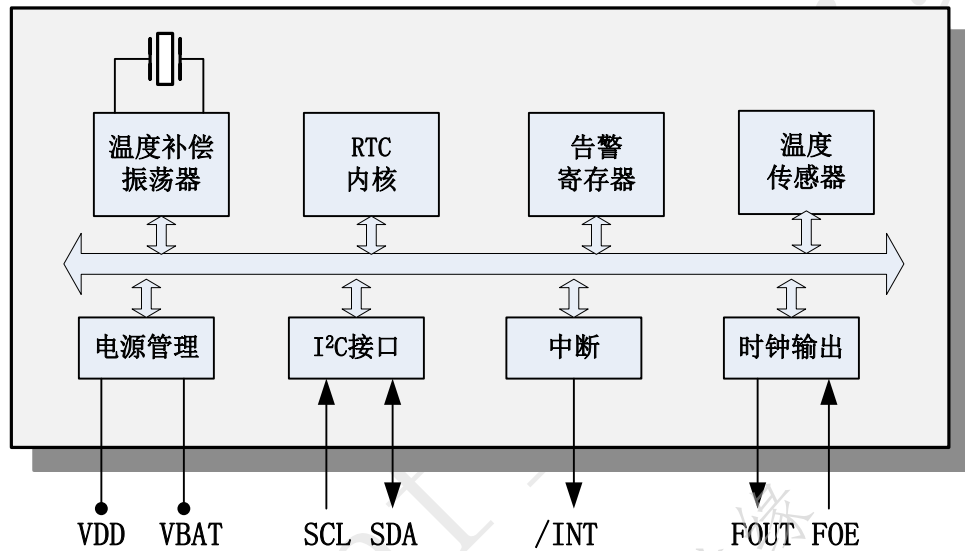 温度补偿
振荡器
RTC
内核
告警
寄存器
温度
传感器
电源管理
I²C接口
中断
时钟输出
VDD VBAT SCL SDA /INT FOUT FOE